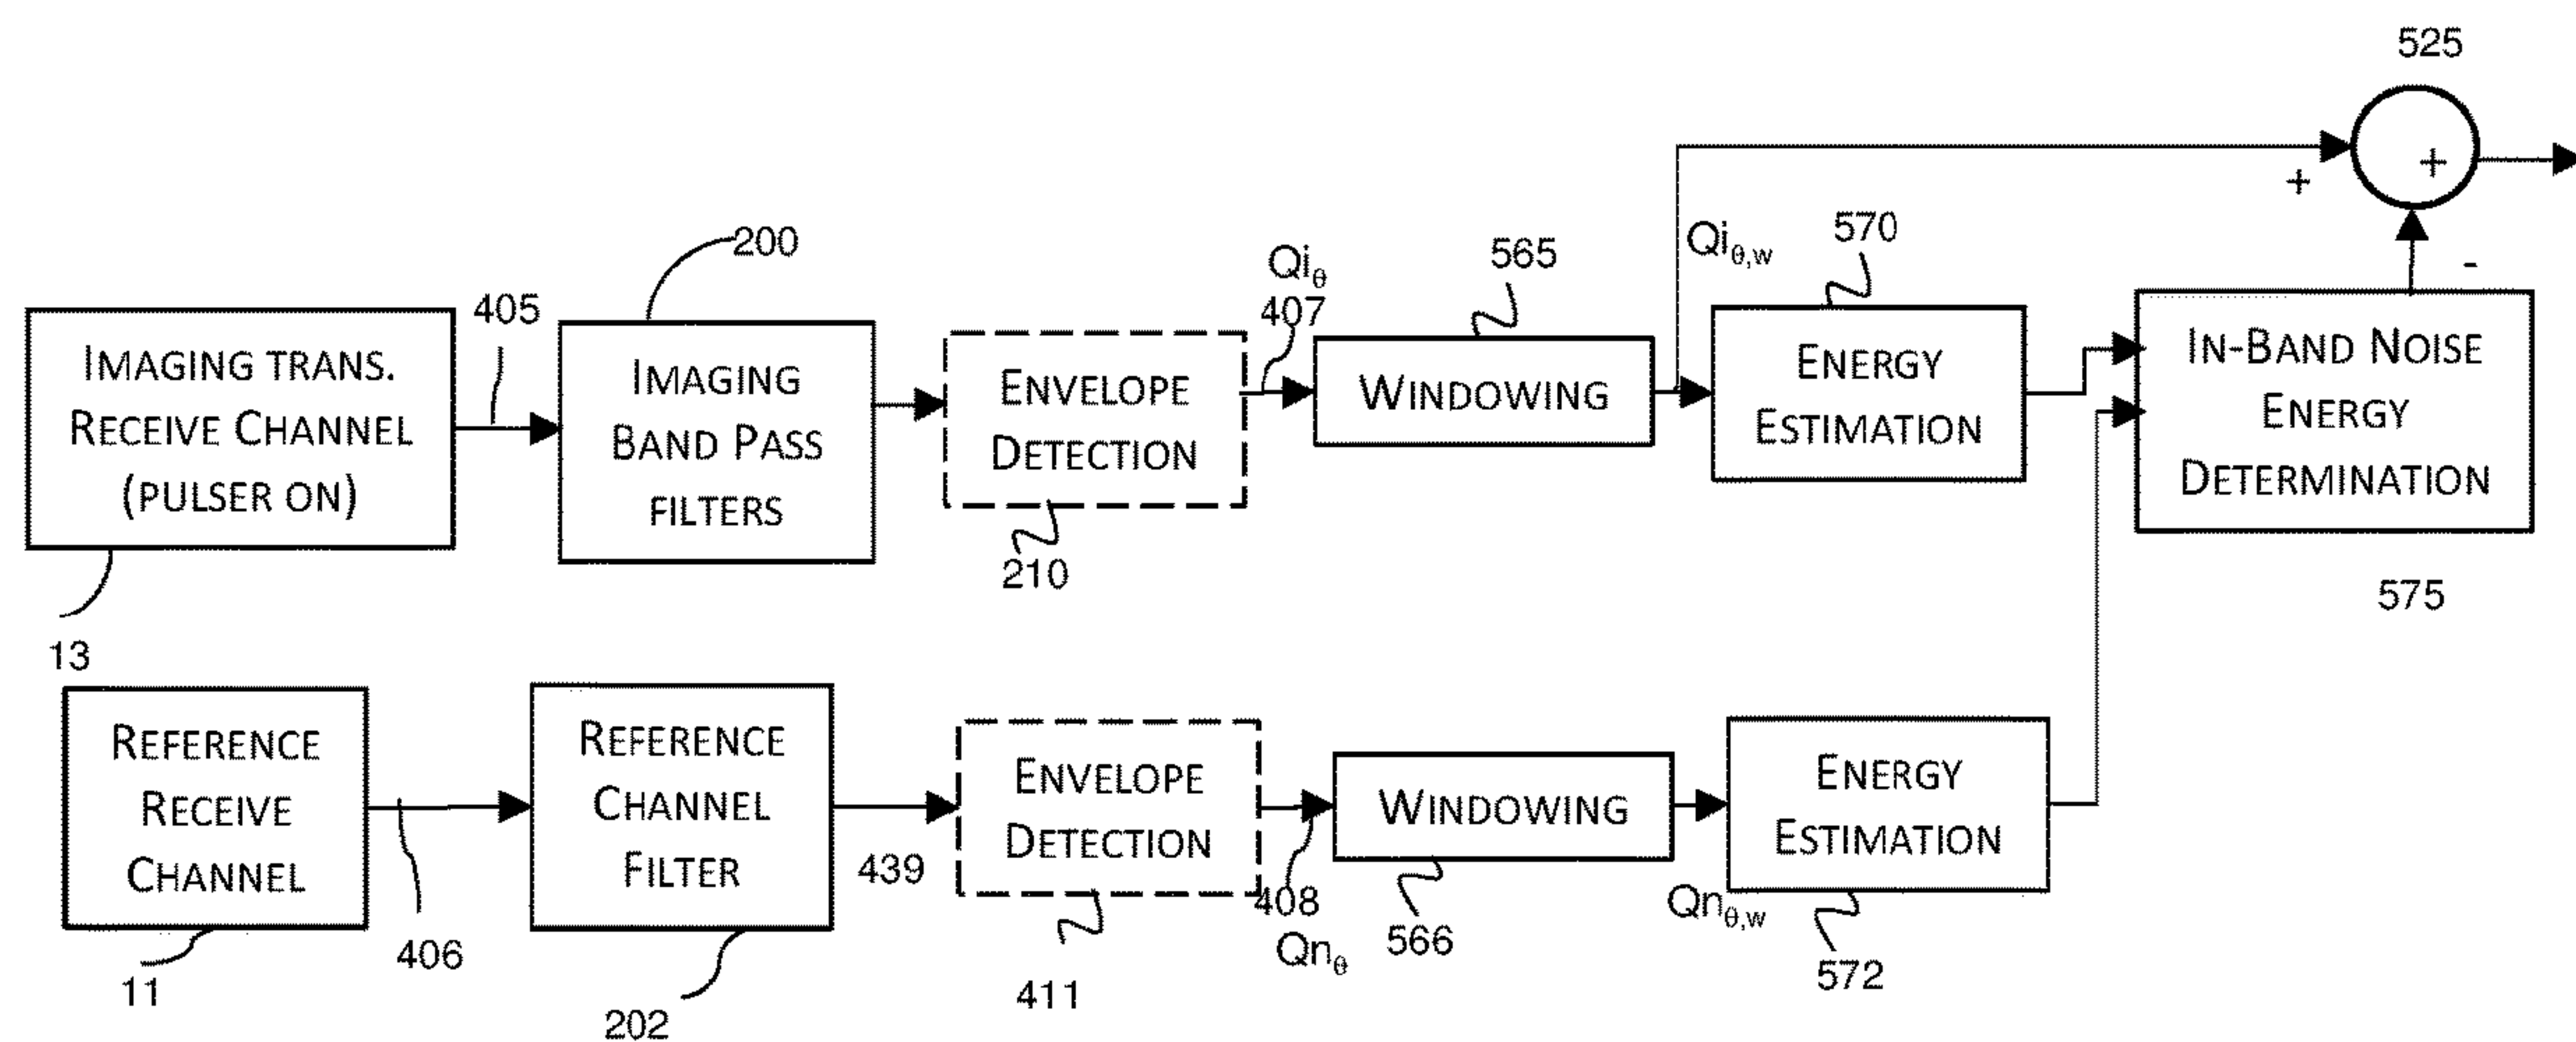 525
+
+
-
200
405
IMAGING TRANS.
RECEIVE CHANNEL
(PULSER ON)
13
IMAGING
BAND PASS
FILTERS
ENVELOPE
DETECTION
210
Qiθ
407
565
WINDOWING
Qiθ,w
570
ENERGY
ESTIMATION
IN-BAND NOISE
ENERGY
DETERMINATION
575
REFERENCE
RECEIVE
CHANNEL
11
406
REFERENCE
CHANNEL
FILTER
202
439
ENVELOPE
DETECTION
411
408
Qnθ
WINDOWING
566
Qnθ,w
ENERGY
ESTIMATION
572